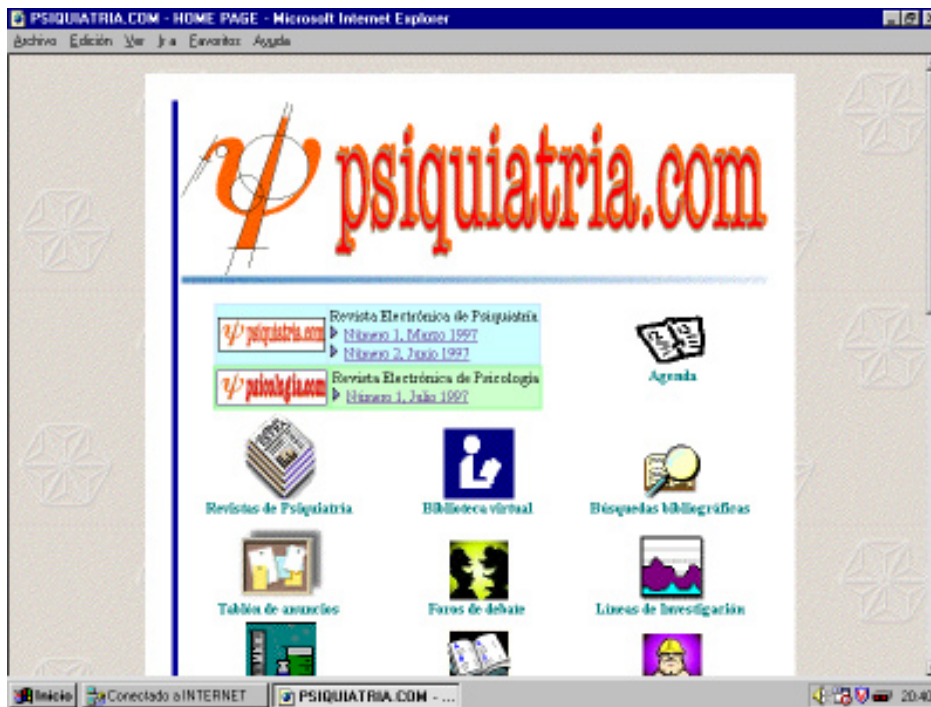 PSIQUIATRIA.COM - HOME PAGE - Microsoft Internet Explorer
Archivo Edición Ver Ir a Favoritos Ayuda
ψ psiquiatria.com
ψ psiquiatria.com
Revista Electrónica de Psiquiatría
Número 1, Marzo 1997
Número 2, Junio 1997
ψ psicologia.com
Revista Electrónica de Psicología
Número 1, Julio 1997
Agenda
Revistas de Psiquiatría
Biblioteca virtual
Búsquedas bibliográficas
Tablón de anuncios
Foros de debate
Líneas de Investigación
Inicio
Conectado a INTERNET
PSIQUIATRIA.COM - ...
20:40